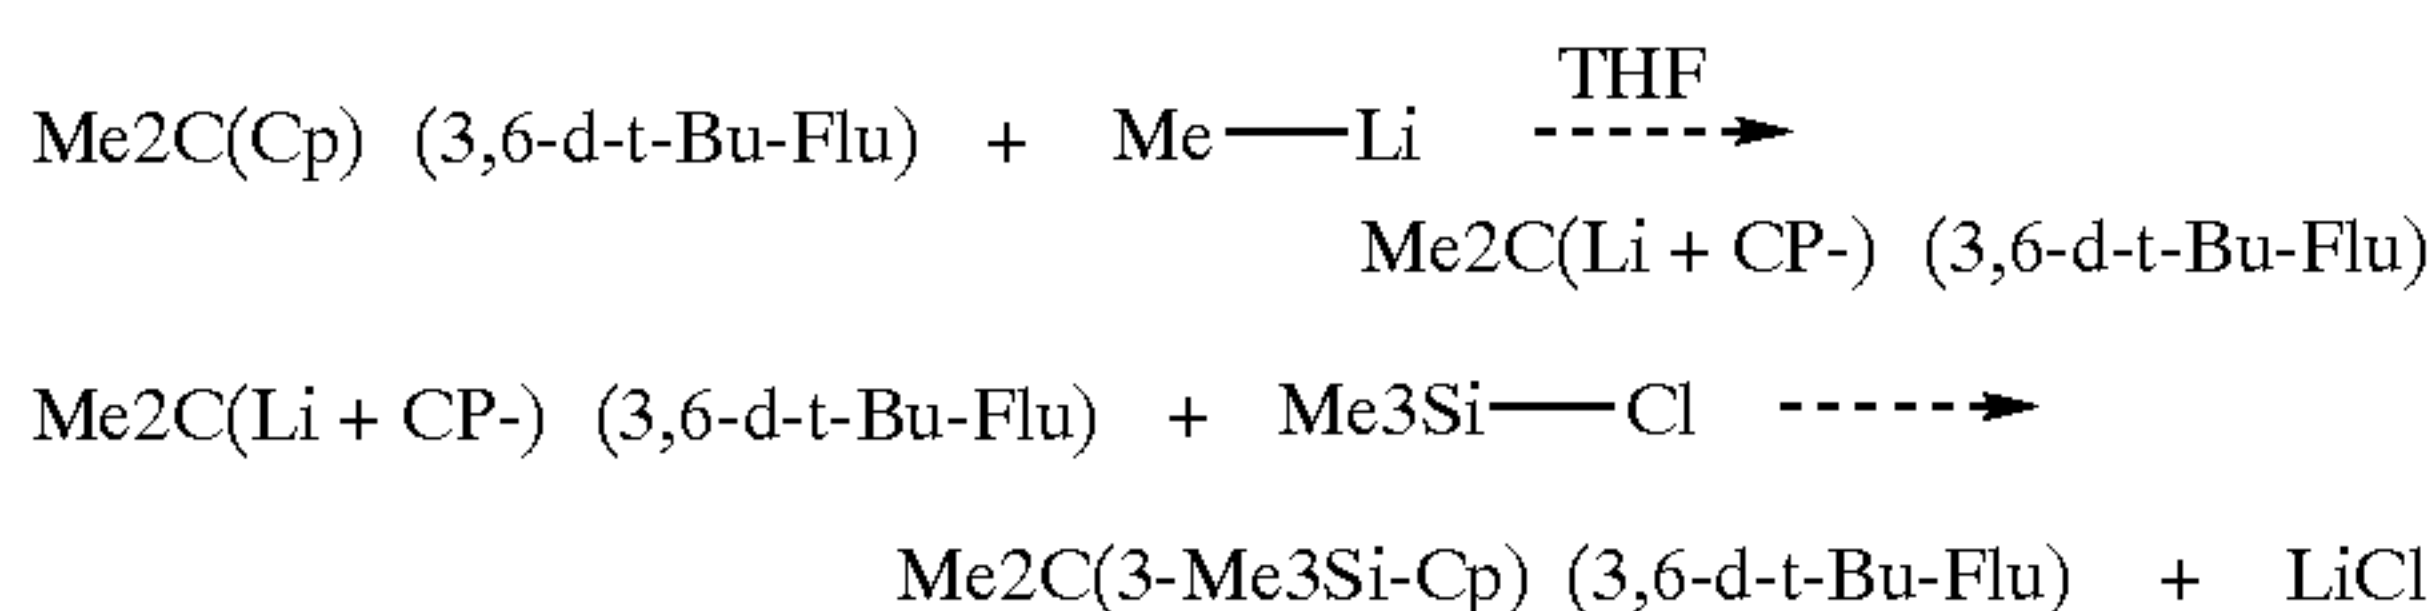 THF
Me2C(Cp) (3,6-d-t-Bu-Flu) + Me—Li
Me2C(Li + CP-) (3,6-d-t-Bu-Flu)
Me2C(Li + CP-) (3,6-d-t-Bu-Flu) + Me3Si—Cl
Me2C(3-Me3Si-Cp) (3,6-d-t-Bu-Flu) + LiCl